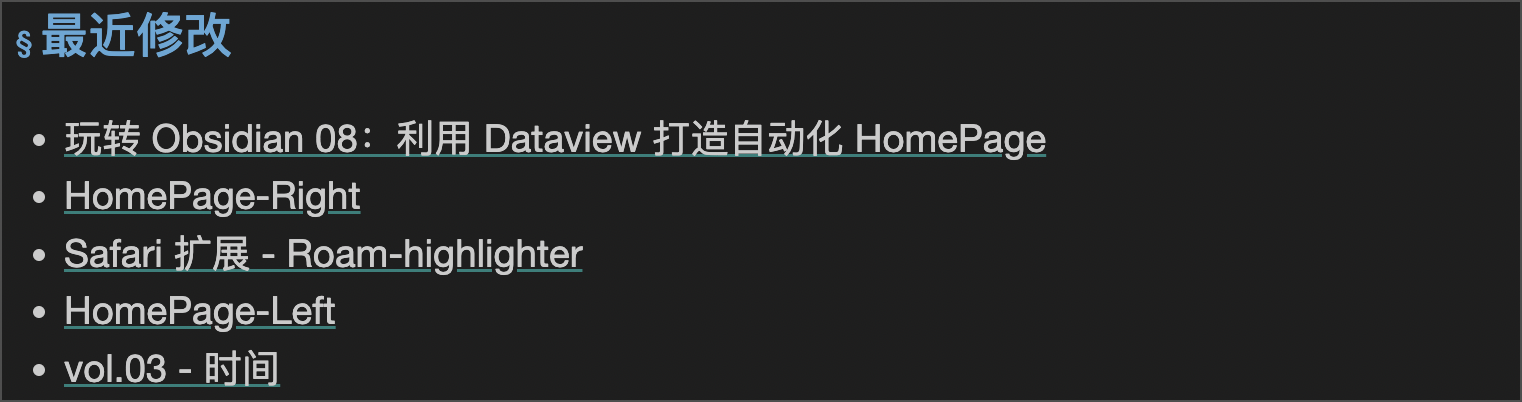 § 最近修改
• 玩转 Obsidian 08：利用 Dataview 打造自动化 HomePage
• HomePage-Right
• Safari 扩展 - Roam-highlighter
• HomePage-Left
• vol.03 - 时间